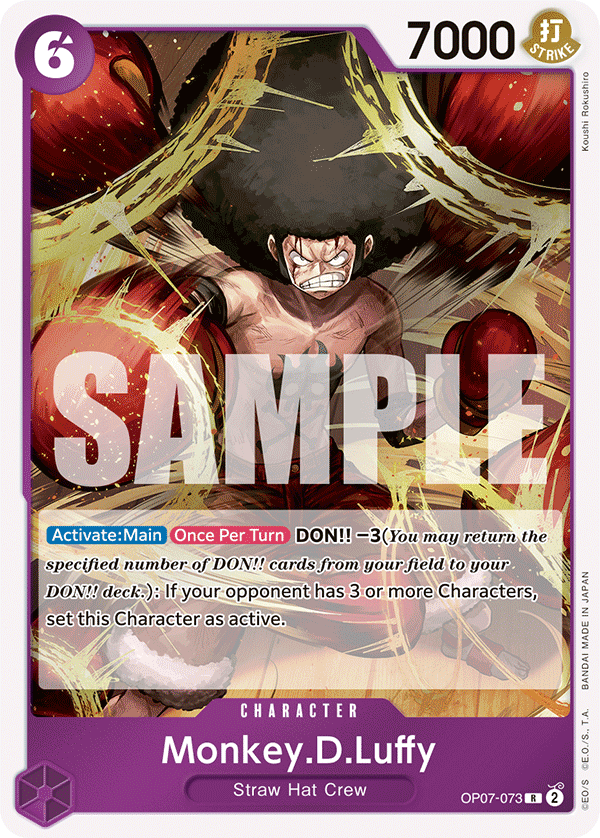 6
7000
打
STRIKE
Koushi Rokushiro
SAMPLE
Activate:Main Once Per Turn DON!! −3(You may return the
specified number of DON!! cards from your field to your
DON!! deck.): If your opponent has 3 or more Characters,
set this Character as active.
CHARACTER
Monkey.D.Luffy
Straw Hat Crew
OP07-073 R 2
©E.O/S ©E.O./S., T.A. BANDAI MADE IN JAPAN